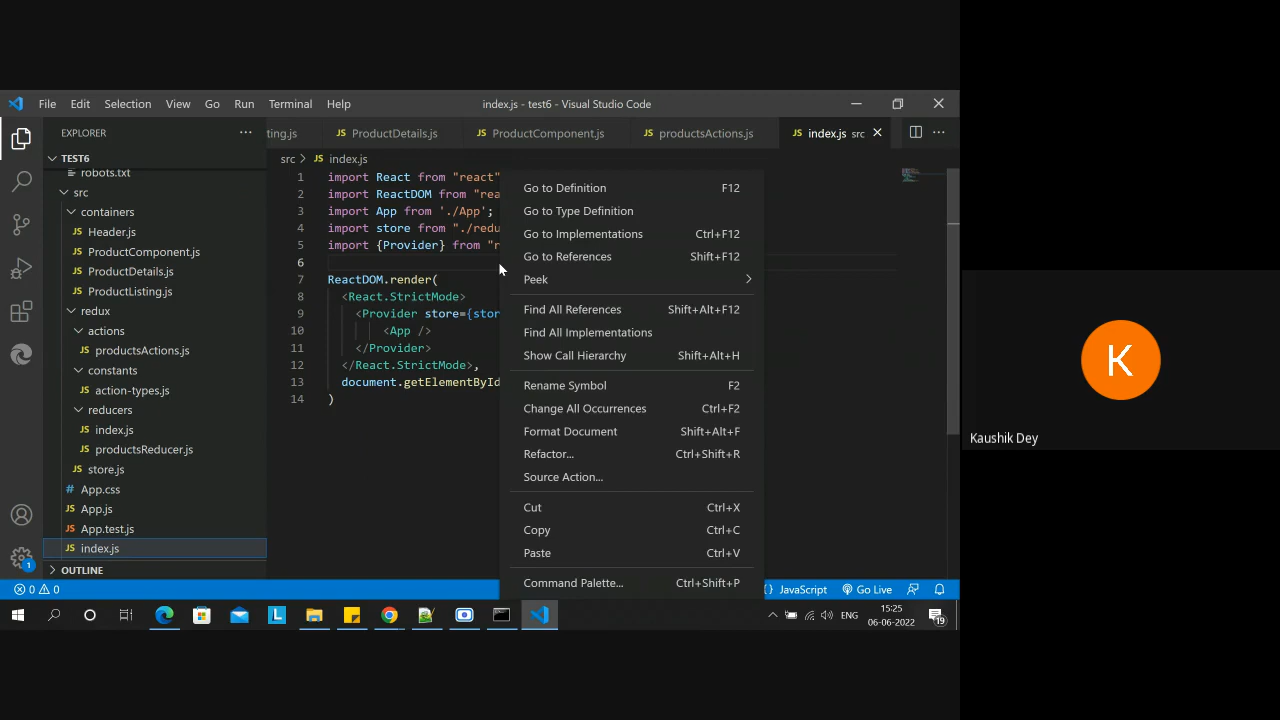 File Edit Selection View Go Run Terminal Help index.js - test6 - Visual Studio Code
EXPLORER
TEST6
robots.txt
src
containers
Header.js
ProductComponent.js
ProductDetails.js
ProductListing.js
redux
actions
productsActions.js
constants
action-types.js
reducers
index.js
productsReducer.js
store.js
App.css
App.js
App.test.js
index.js
OUTLINE
ting.js JS ProductDetails.js JS ProductComponent.js JS productsActions.js JS index.js src
src > JS index.js
1 import React from "react"
2 import ReactDOM from "rea
3 import App from './App';
4 import store from "./redu
5 import {Provider} from "r
6
7 ReactDOM.render(
8 <React.StrictMode>
9 <Provider store={stor
10 <App />
11 </Provider>
12 </React.StrictMode>,
13 document.getElementById
14 )
Go to Definition F12
Go to Type Definition
Go to Implementations Ctrl+F12
Go to References Shift+F12
Peek
Find All References Shift+Alt+F12
Find All Implementations
Show Call Hierarchy Shift+Alt+H
Rename Symbol F2
Change All Occurrences Ctrl+F2
Format Document Shift+Alt+F
Refactor... Ctrl+Shift+R
Source Action...
Cut Ctrl+X
Copy Ctrl+C
Paste Ctrl+V
Command Palette... Ctrl+Shift+P
0 0 JavaScript Go Live
1
L ENG 15:25
06-06-2022 19
K
Kaushik Dey